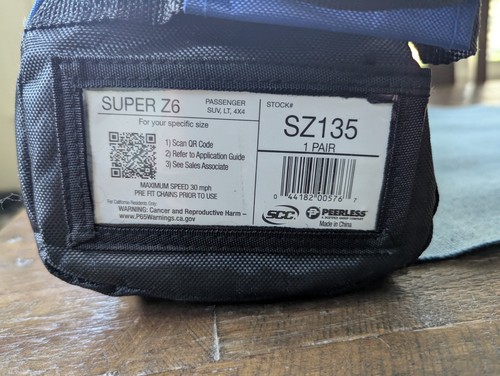 SUPER Z6
PASSENGER
SUV, LT, 4X4
For your specific size
1) Scan QR Code
2) Refer to Application Guide
3) See Sales Associate
MAXIMUM SPEED 30 mph
PRE FIT CHAINS PRIOR TO USE
For California Residents Only:
WARNING: Cancer and Reproductive Harm –
www.P65Warnings.ca.gov
STOCK#
SZ135
1 PAIR
0 44182 00576 7
SCC PEERLESS
Made in China